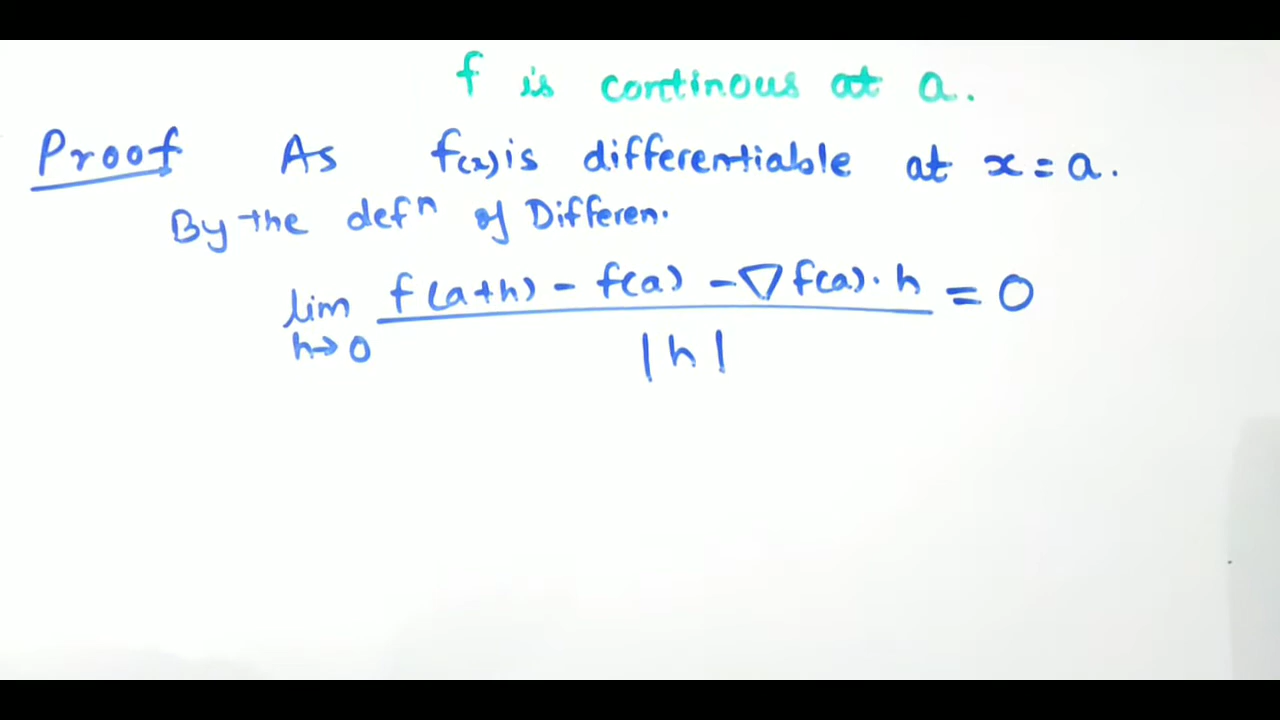 f is continous at a.
Proof As f(x) is differentiable at x = a.
By the defⁿ of Differen.
lim h→0 f(a+h) - f(a) - ∇f(a)·h / |h| = 0